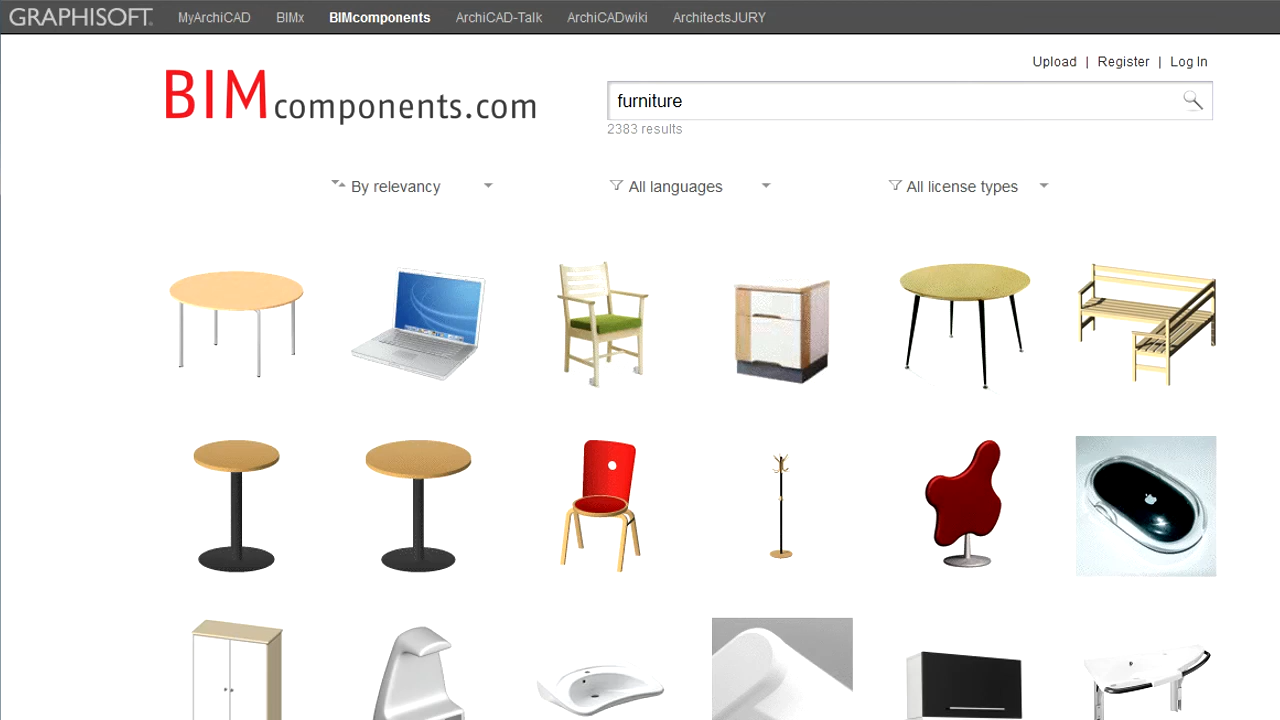 GRAPHISOFT. MyArchiCAD BIMx BIMcomponents ArchiCAD-Talk ArchiCADwiki ArchitectsJURY
Upload | Register | Log In
BIMcomponents.com
furniture
2383 results
By relevancy All languages All license types